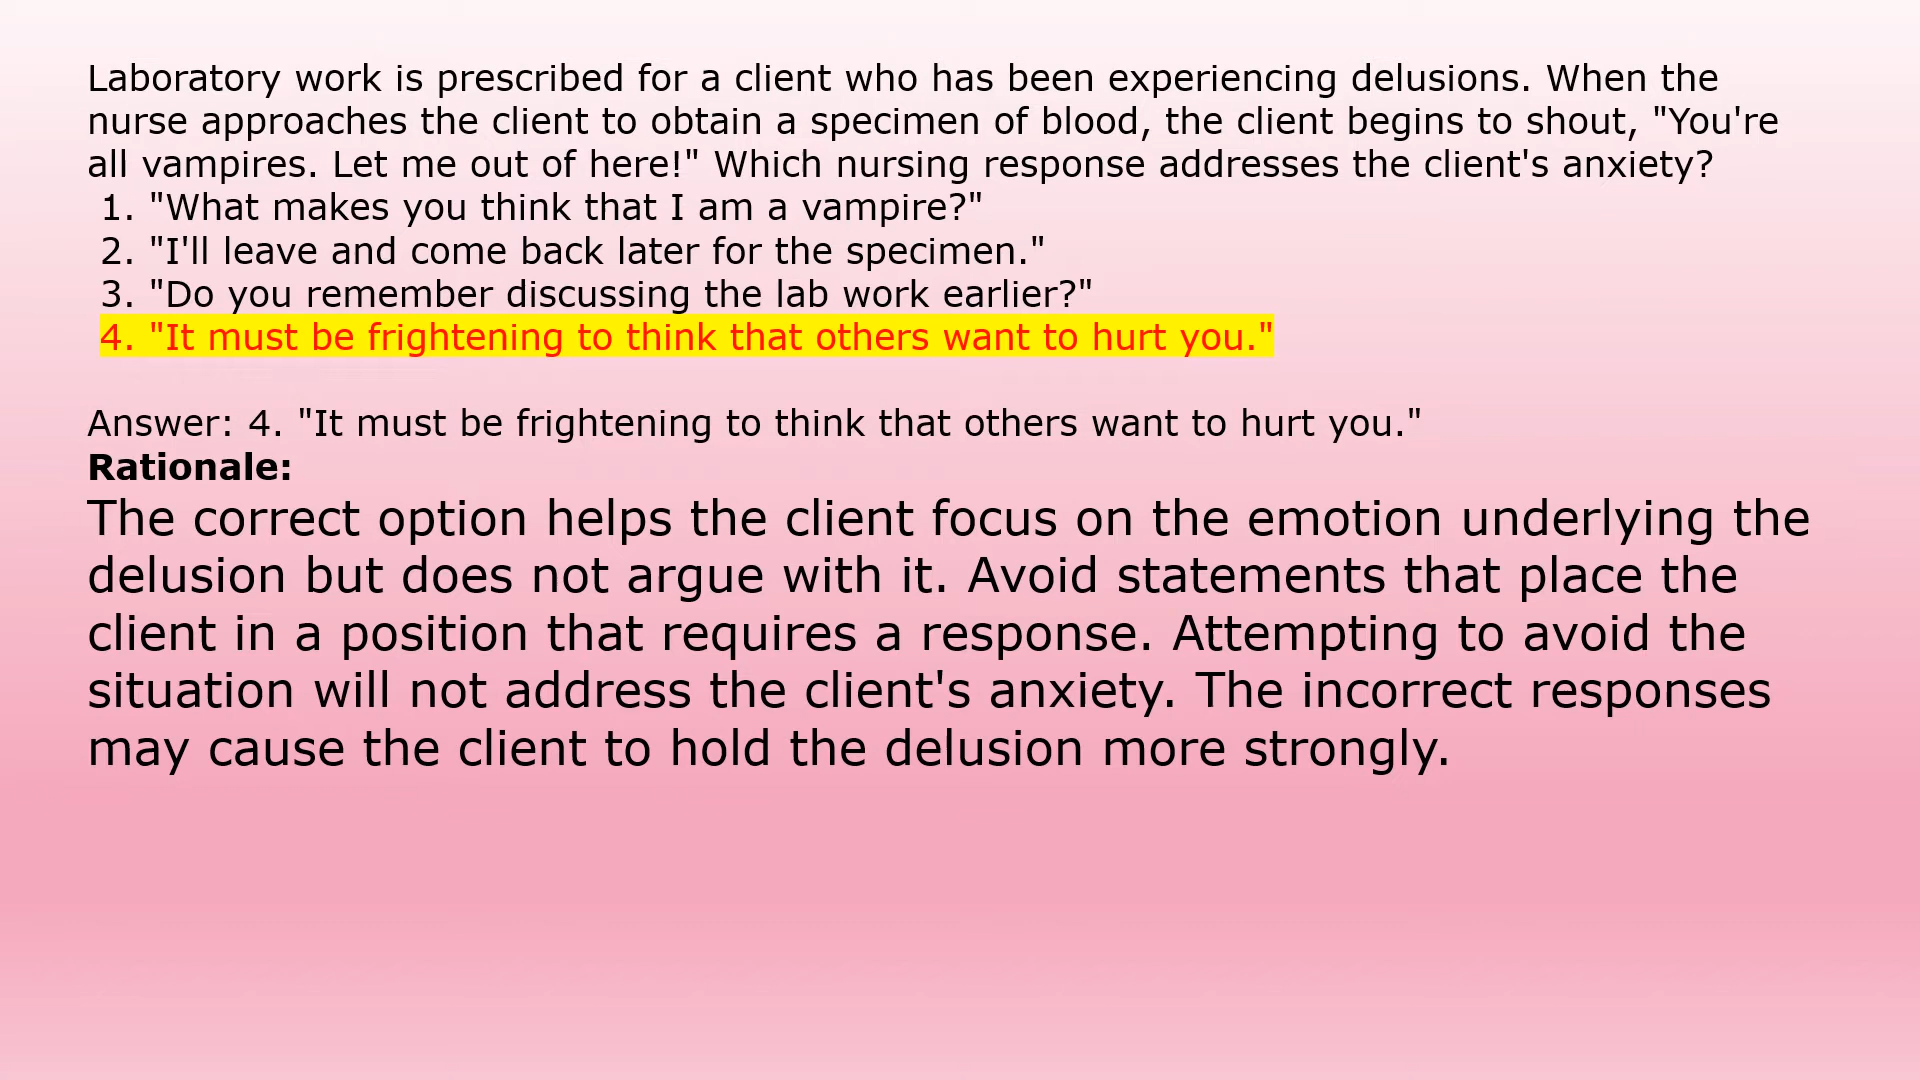 Laboratory work is prescribed for a client who has been experiencing delusions. When the
nurse approaches the client to obtain a specimen of blood, the client begins to shout, "You're
all vampires. Let me out of here!" Which nursing response addresses the client's anxiety?
1. "What makes you think that I am a vampire?"
2. "I'll leave and come back later for the specimen."
3. "Do you remember discussing the lab work earlier?"
4. "It must be frightening to think that others want to hurt you."
Answer: 4. "It must be frightening to think that others want to hurt you."
Rationale:
The correct option helps the client focus on the emotion underlying the
delusion but does not argue with it. Avoid statements that place the
client in a position that requires a response. Attempting to avoid the
situation will not address the client's anxiety. The incorrect responses
may cause the client to hold the delusion more strongly.